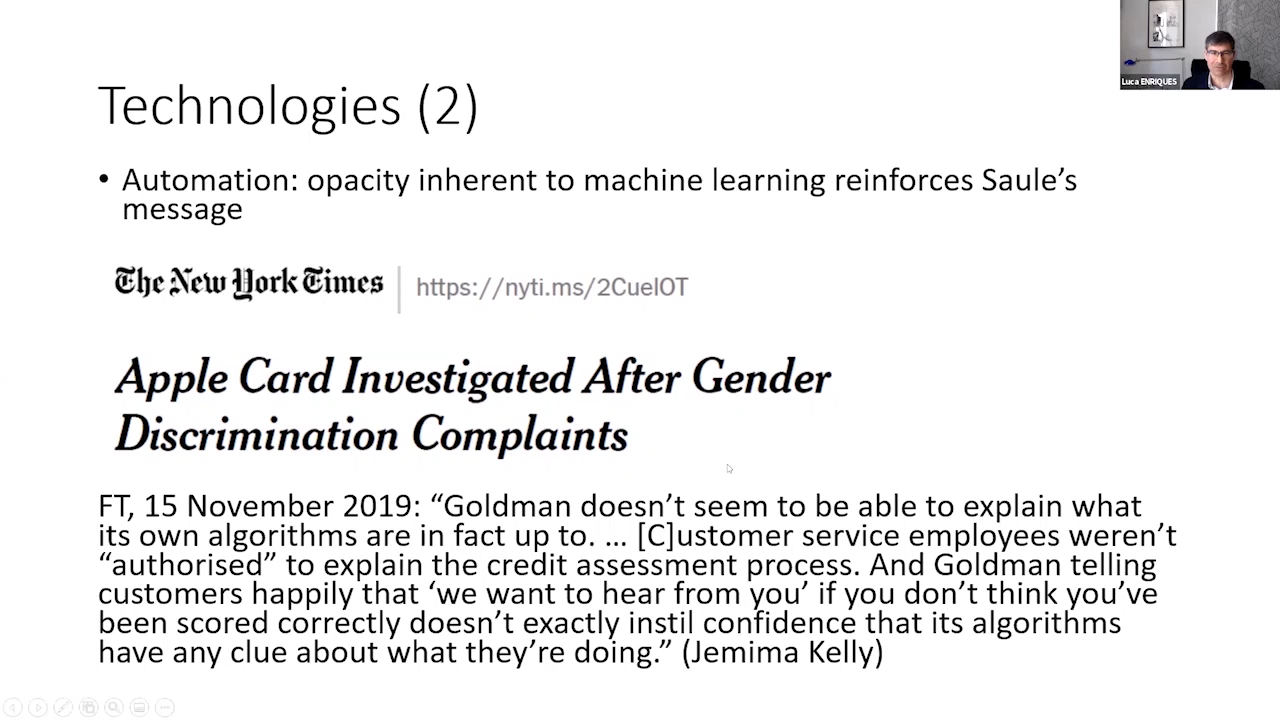 Luca ENRIQUES
Technologies (2)
• Automation: opacity inherent to machine learning reinforces Saule’s
message
The New York Times
https://nyti.ms/2CuelOT
Apple Card Investigated After Gender
Discrimination Complaints
FT, 15 November 2019: “Goldman doesn’t seem to be able to explain what
its own algorithms are in fact up to. … [C]ustomer service employees weren’t
“authorised” to explain the credit assessment process. And Goldman telling
customers happily that ‘we want to hear from you’ if you don’t think you’ve
been scored correctly doesn’t exactly instil confidence that its algorithms
have any clue about what they’re doing.” (Jemima Kelly)